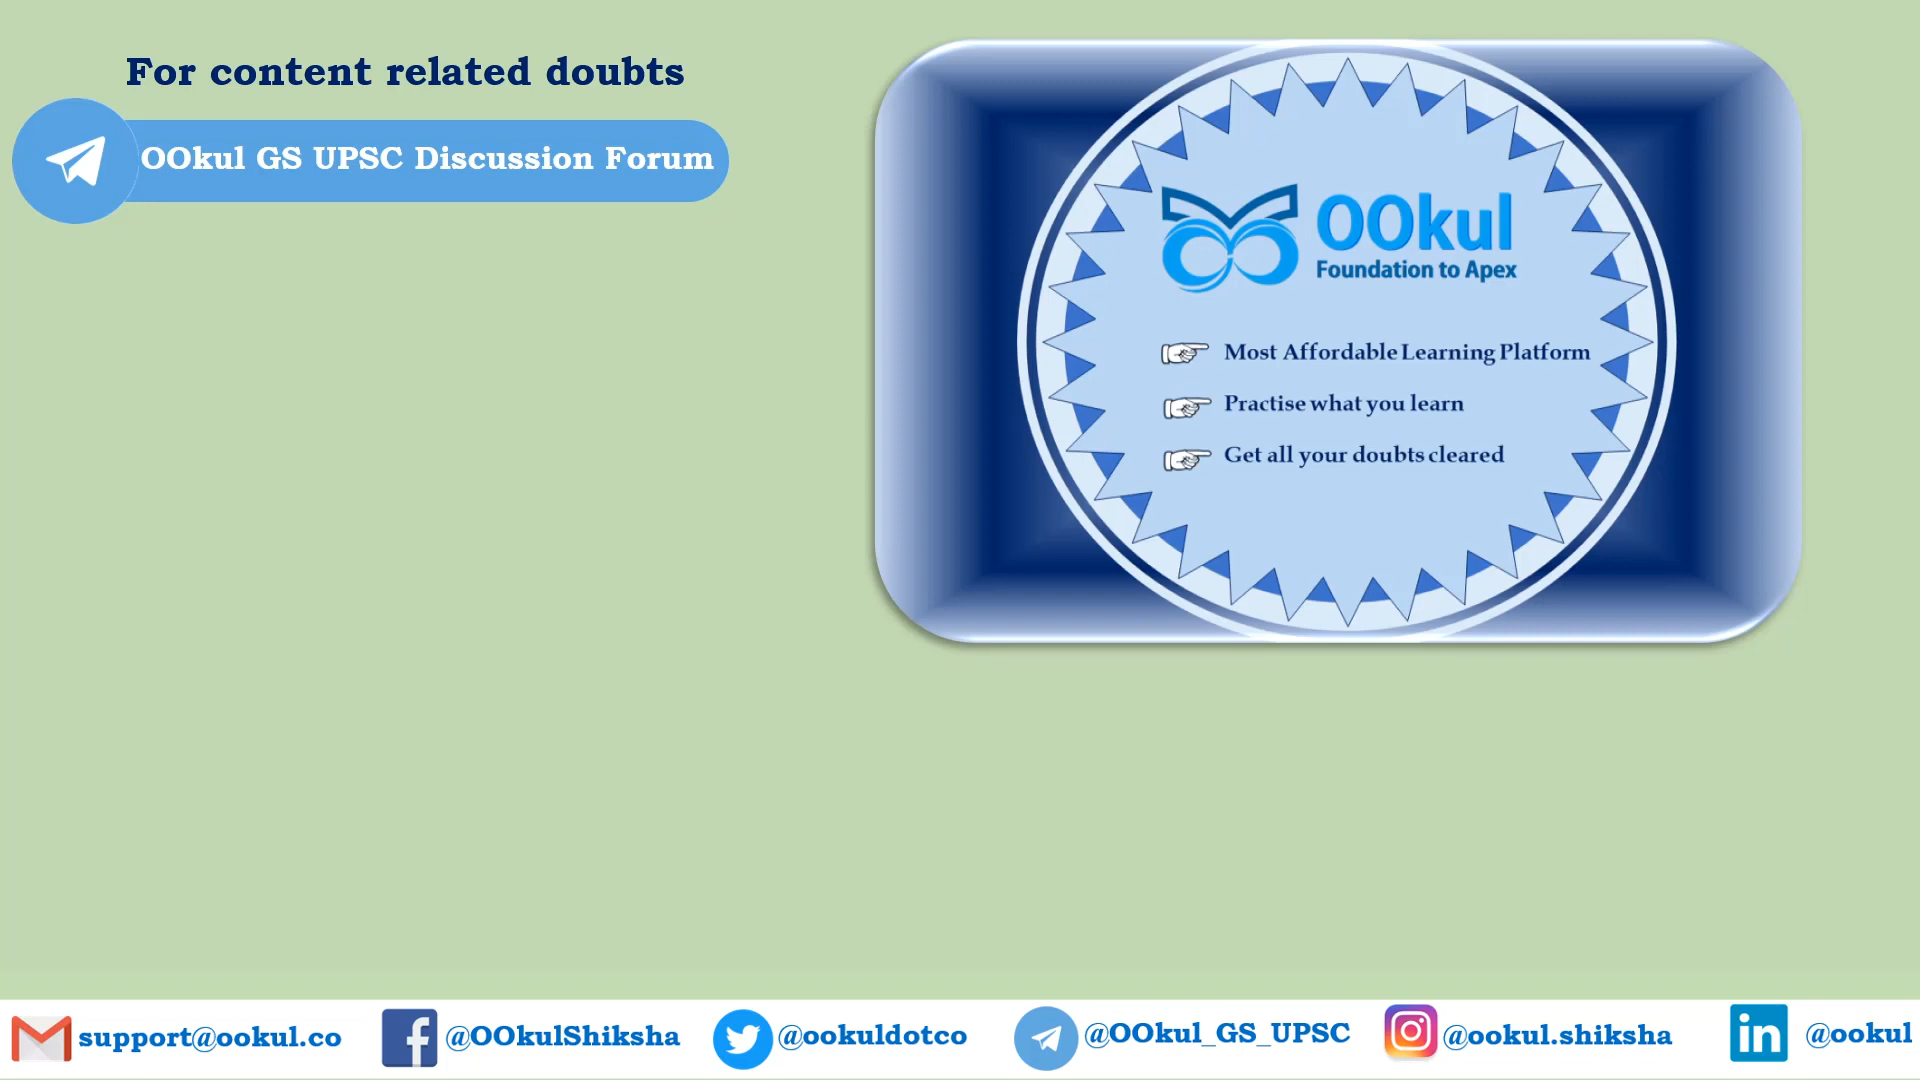 For content related doubts
OOkul GS UPSC Discussion Forum
OOkul
Foundation to Apex
Most Affordable Learning Platform
Practise what you learn
Get all your doubts cleared
support@ookul.co
@OOkulShiksha
@ookuldotco
@OOkul_GS_UPSC
@ookul.shiksha
in
@ookul